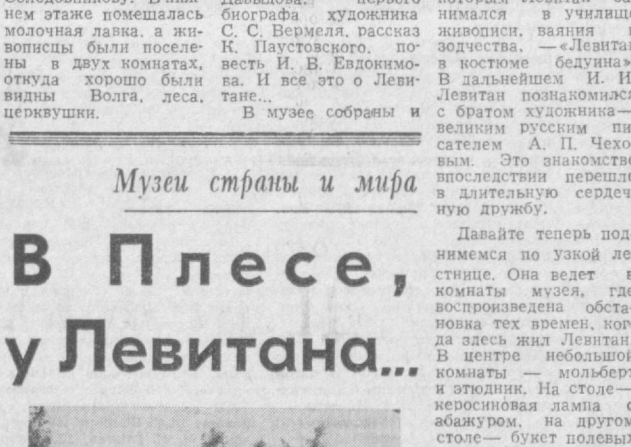 нем этаже помещалась
молочная лавка, а жи-
вописцы были поселе-
ны в двух комнатах,
откуда хорошо были
видны Волга, леса,
церквушки.
биографа художника
С. С. Вермеля, рассказ
К. Паустовского, по-
весть И. В. Евдокимо-
ва. И все это о Леви-
тане...
В музее собраны и
Музеи страны и мира
В Плесе,
у Левитана...
нимался в училищ
живописи, ваяния
зодчества, —«Левитан
в костюме бедуина»
В дальнейшем И. И
Левитан познакомилс
с братом художника—
великим русским пи-
сателем А. П. Чехо
вым. Это знакомство
впоследствии перешло
в длительную сердеч
ную дружбу.
Давайте теперь под
нимемся по узкой ле
стнице. Она ведет в
комнаты музея, где
воспроизведена обста
новка тех времен, ког
да здесь жил Левитан
В центре небольшой
комнаты — мольберт
и этюдник. На столе—
керосиновая лампа с
абажуром, на другом
столе— букет полевых